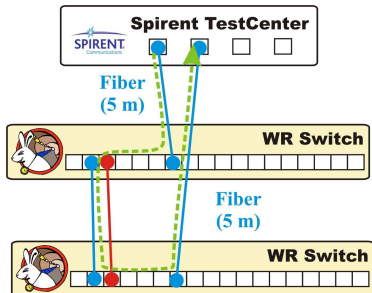 Spirent TestCenter
SPIRENT
Communications
Fiber
(5 m)
WR Switch
Fiber
(5 m)
WR Switch